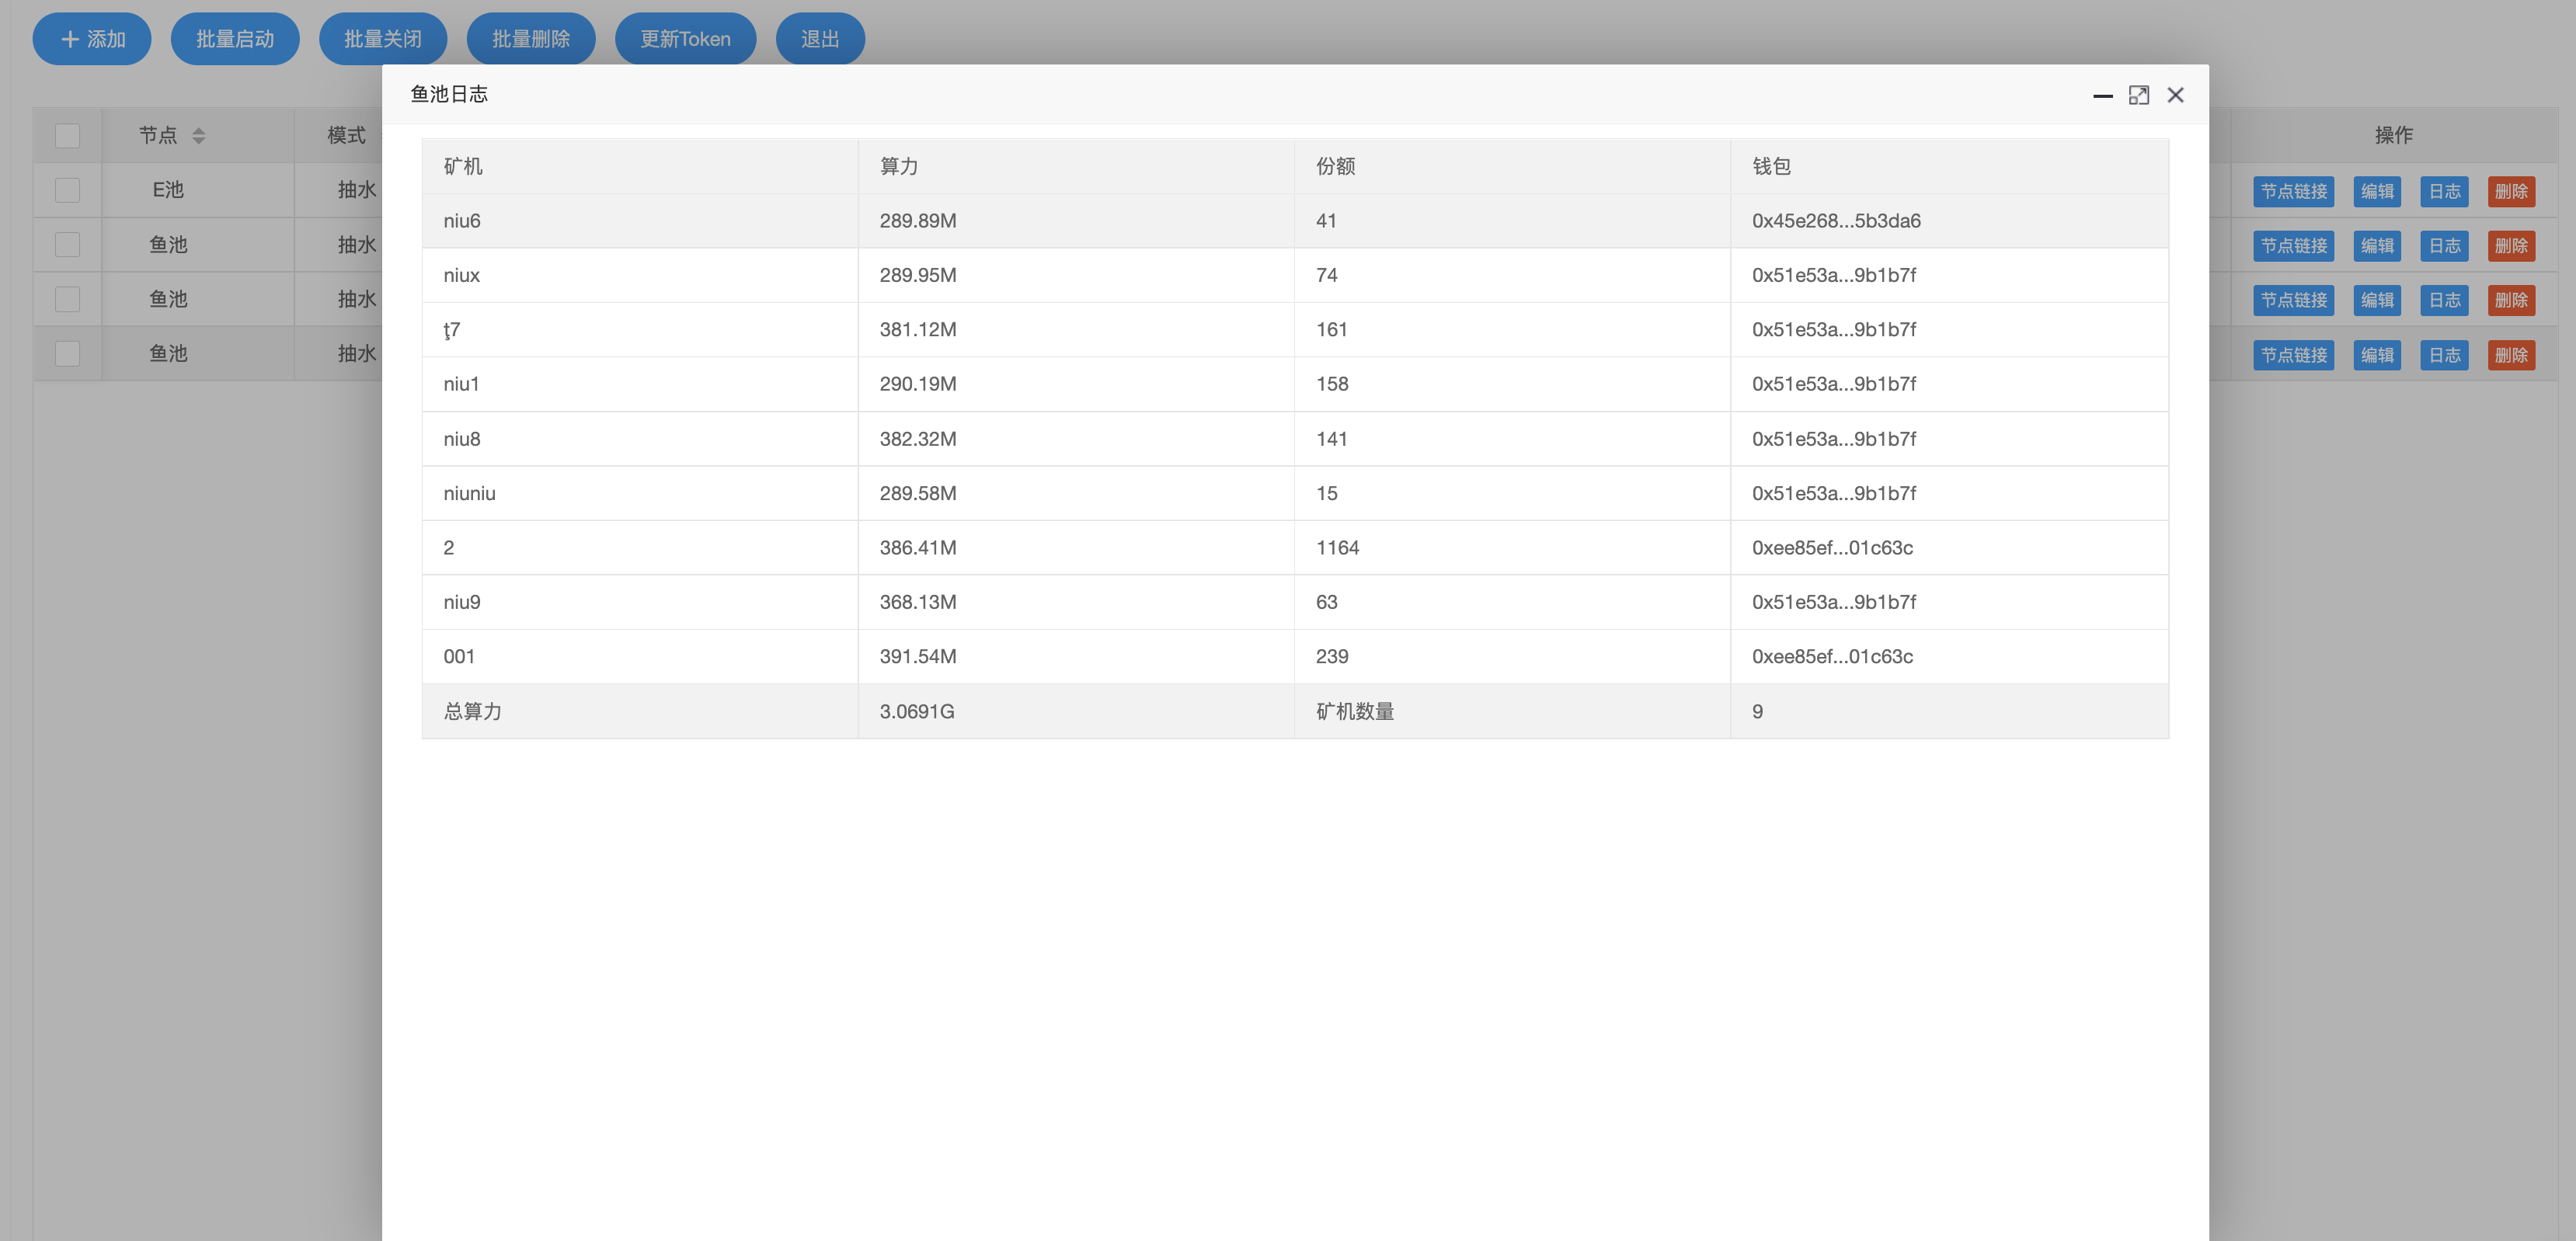 + 添加 批量启动 批量关闭 批量删除 更新Token 退出
鱼池日志
节点 模式 操作
E池 抽水 节点链接 编辑 日志 删除
鱼池 抽水 节点链接 编辑 日志 删除
鱼池 抽水 节点链接 编辑 日志 删除
鱼池 抽水 节点链接 编辑 日志 删除
矿机 算力 份额 钱包
niu6 289.89M 41 0x45e268...5b3da6
niux 289.95M 74 0x51e53a...9b1b7f
ţ7 381.12M 161 0x51e53a...9b1b7f
niu1 290.19M 158 0x51e53a...9b1b7f
niu8 382.32M 141 0x51e53a...9b1b7f
niuniu 289.58M 15 0x51e53a...9b1b7f
2 386.41M 1164 0xee85ef...01c63c
niu9 368.13M 63 0x51e53a...9b1b7f
001 391.54M 239 0xee85ef...01c63c
总算力 3.0691G 矿机数量 9